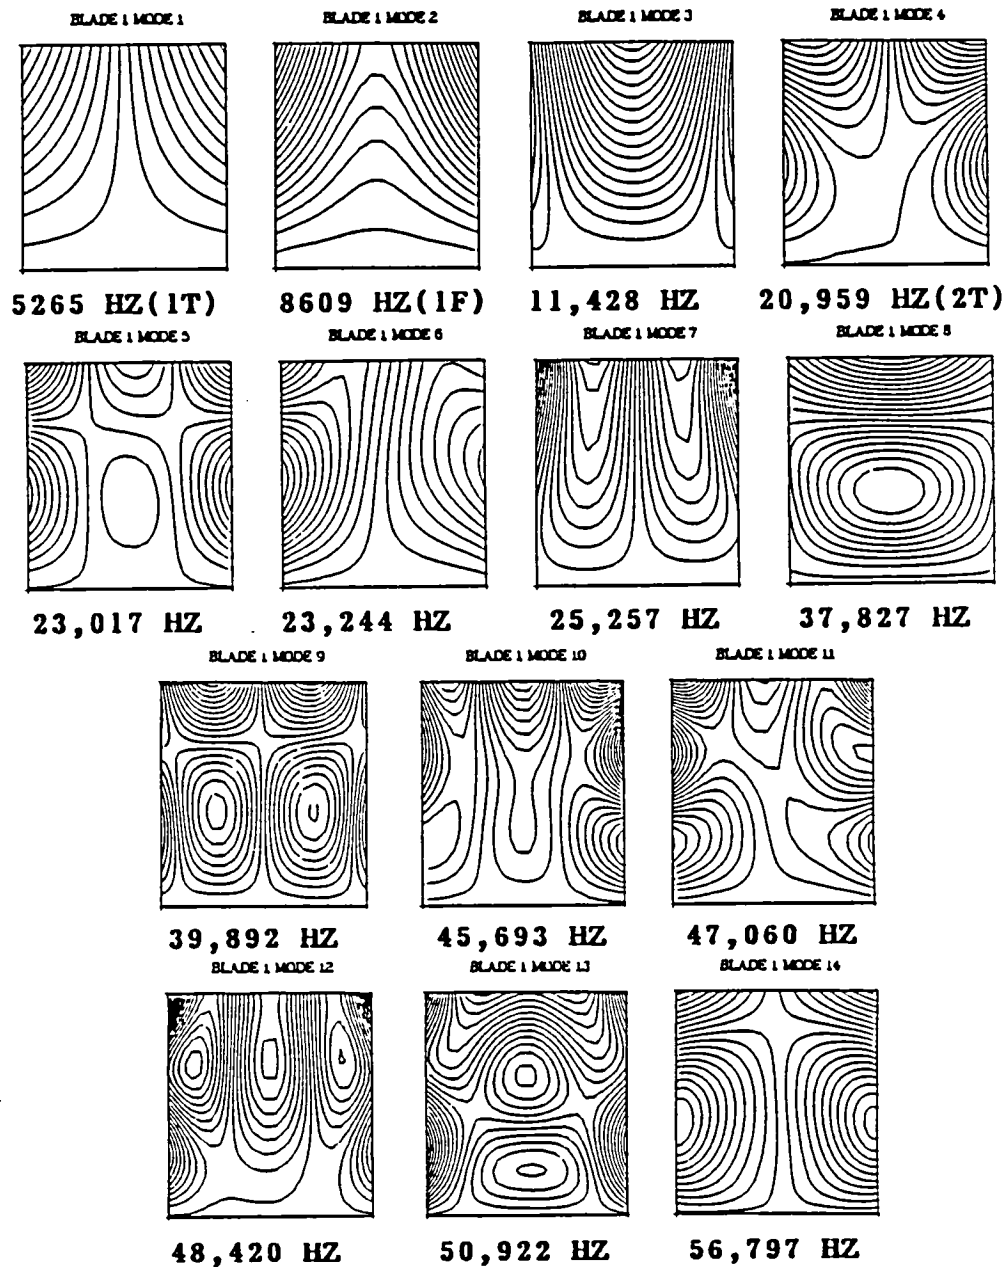 BLADE 1 MODE 1
BLADE 1 MODE 2
BLADE 1 MODE 3
BLADE 1 MODE 4
5265 HZ(1T)
8609 HZ(1F)
11,428 HZ
20,959 HZ(2T)
BLADE 1 MODE 5
BLADE 1 MODE 6
BLADE 1 MODE 7
BLADE 1 MODE 8
23,017 HZ
23,244 HZ
25,257 HZ
37,827 HZ
BLADE 1 MODE 9
BLADE 1 MODE 10
BLADE 1 MODE 11
39,892 HZ
45,693 HZ
47,060 HZ
BLADE 1 MODE 12
BLADE 1 MODE 13
BLADE 1 MODE 14
48,420 HZ
50,922 HZ
56,797 HZ